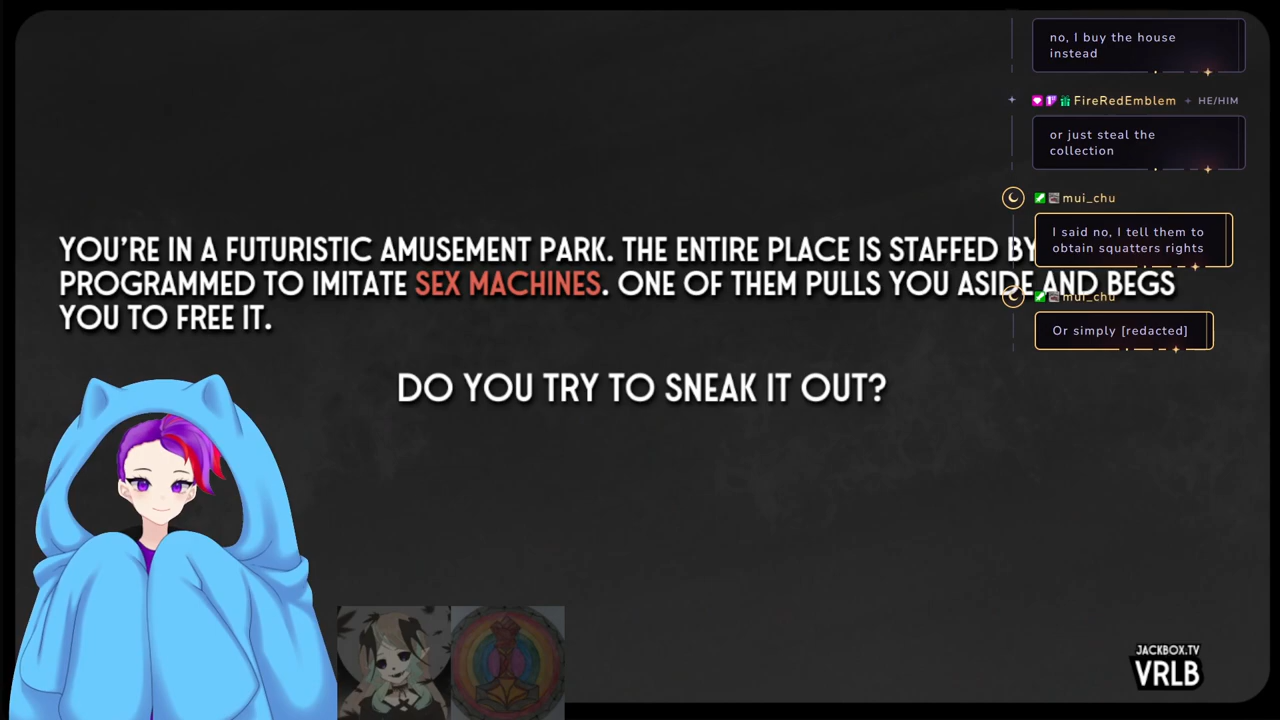 no, I buy the house
instead
FireRedEmblem HE/HIM
or just steal the
collection
mui_chu
I said no, I tell them to
obtain squatters rights
mui_chu
Or simply [redacted]
YOU'RE IN A FUTURISTIC AMUSEMENT PARK. THE ENTIRE PLACE IS STAFFED BY
PROGRAMMED TO IMITATE SEX MACHINES. ONE OF THEM PULLS YOU ASIDE AND BEGS
YOU TO FREE IT.
DO YOU TRY TO SNEAK IT OUT?
JACKBOX.TV
VRLB